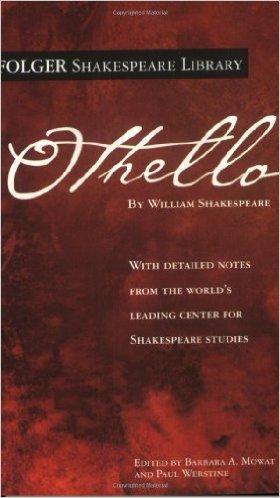 FOLGER SHAKESPEARE LIBRARY
Othello
BY WILLIAM SHAKESPEARE
WITH DETAILED NOTES
FROM THE WORLD'S
LEADING CENTER FOR
SHAKESPEARE STUDIES
EDITED BY BARBARA A. MOWAT
AND PAUL WERSTINE